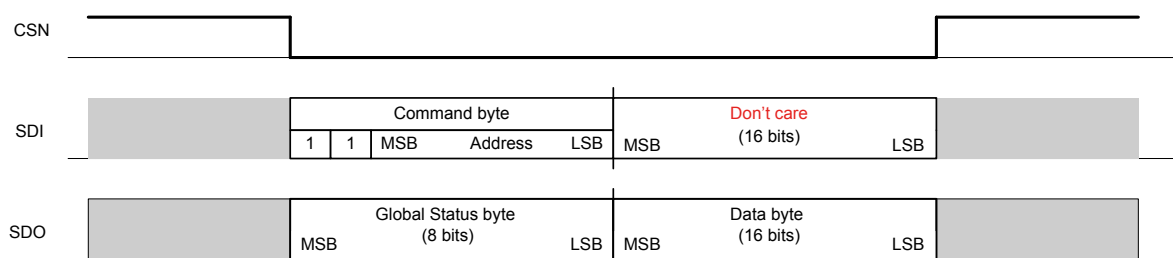 CSN
SDI
Command byte
1 1 MSB Address LSB
Don't care
(16 bits)
MSB LSB
SDO
Global Status byte
(8 bits)
MSB LSB
Data byte
(16 bits)
MSB LSB